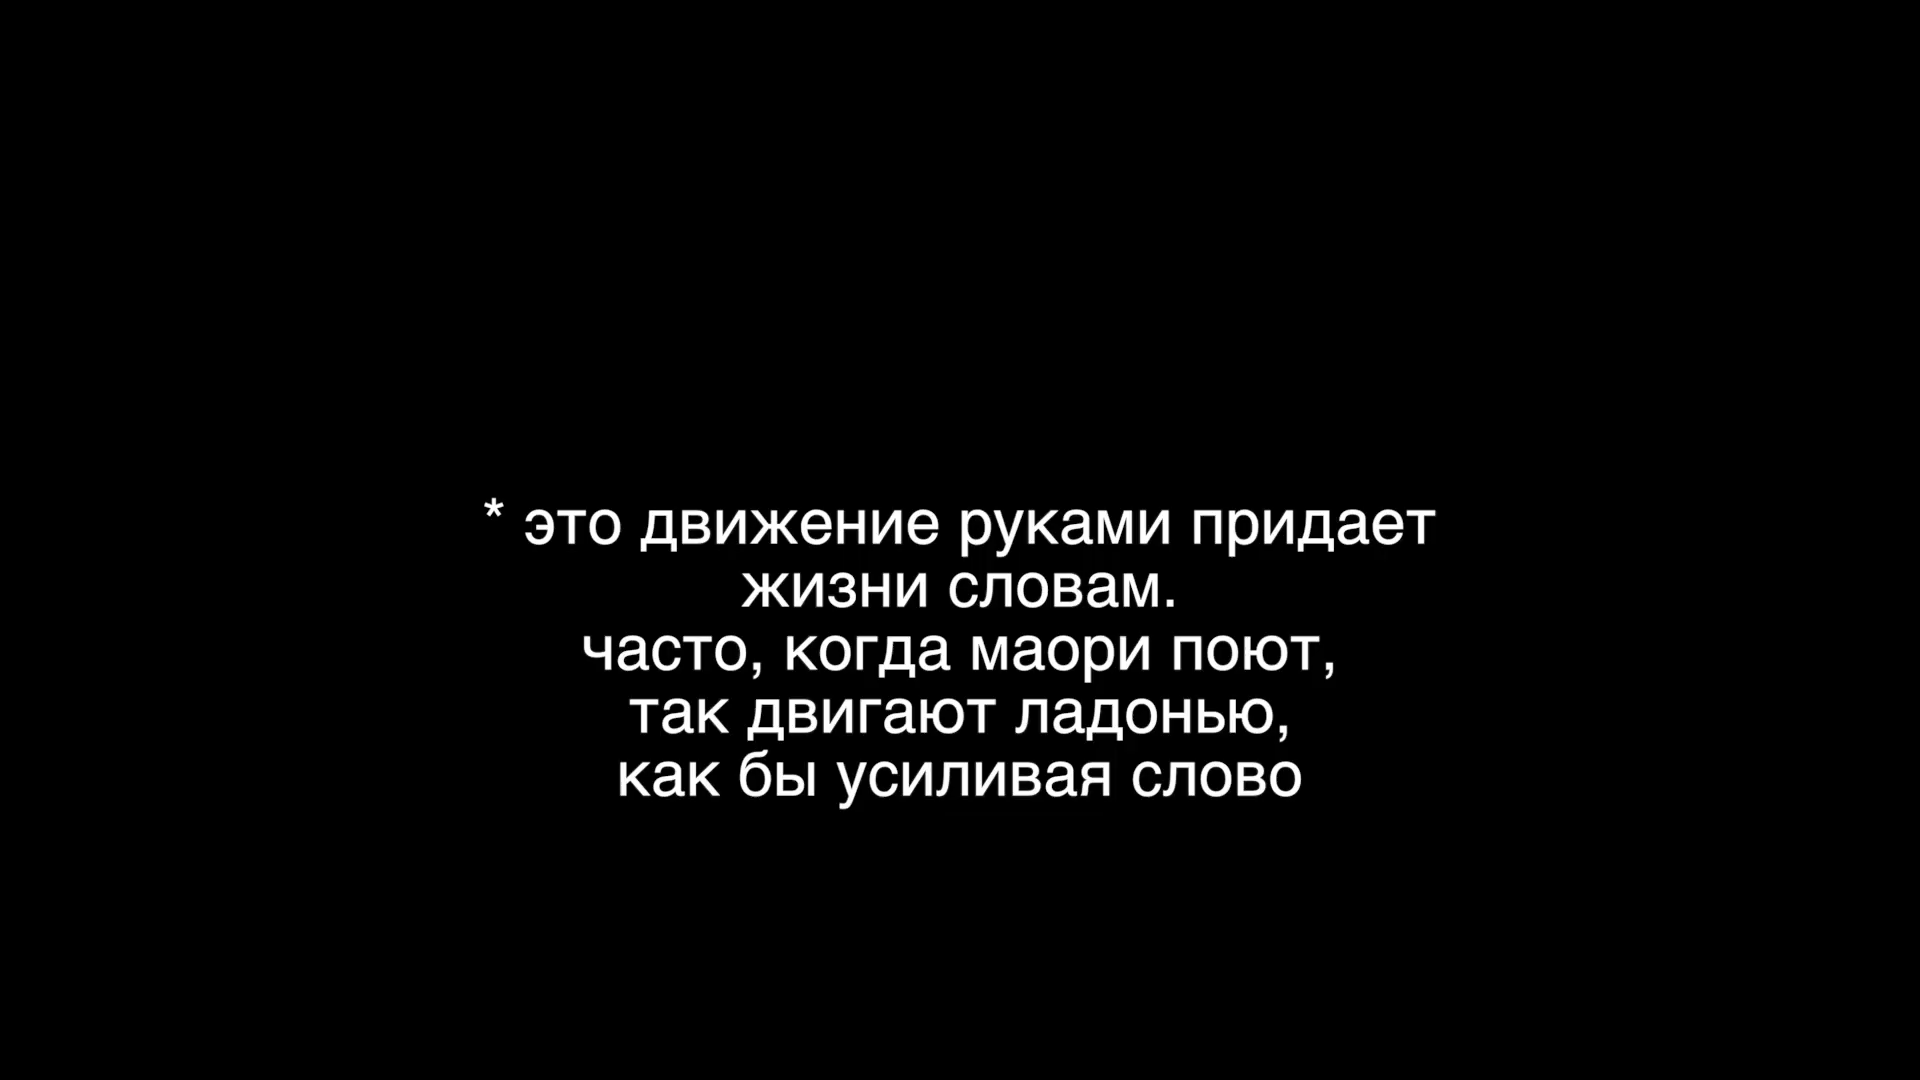 * это движение руками придает
жизни словам.
часто, когда маори поют,
так двигают ладонью,
как бы усиливая слово